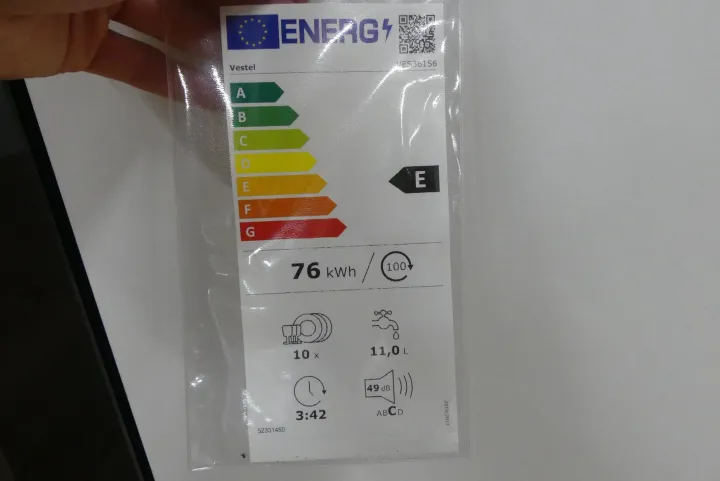 ENERG
Vestel
A
B
C
D
E
F
G
E
76 kWh / 100
10 x
11,0 L
3:42
49 dB
ABCD